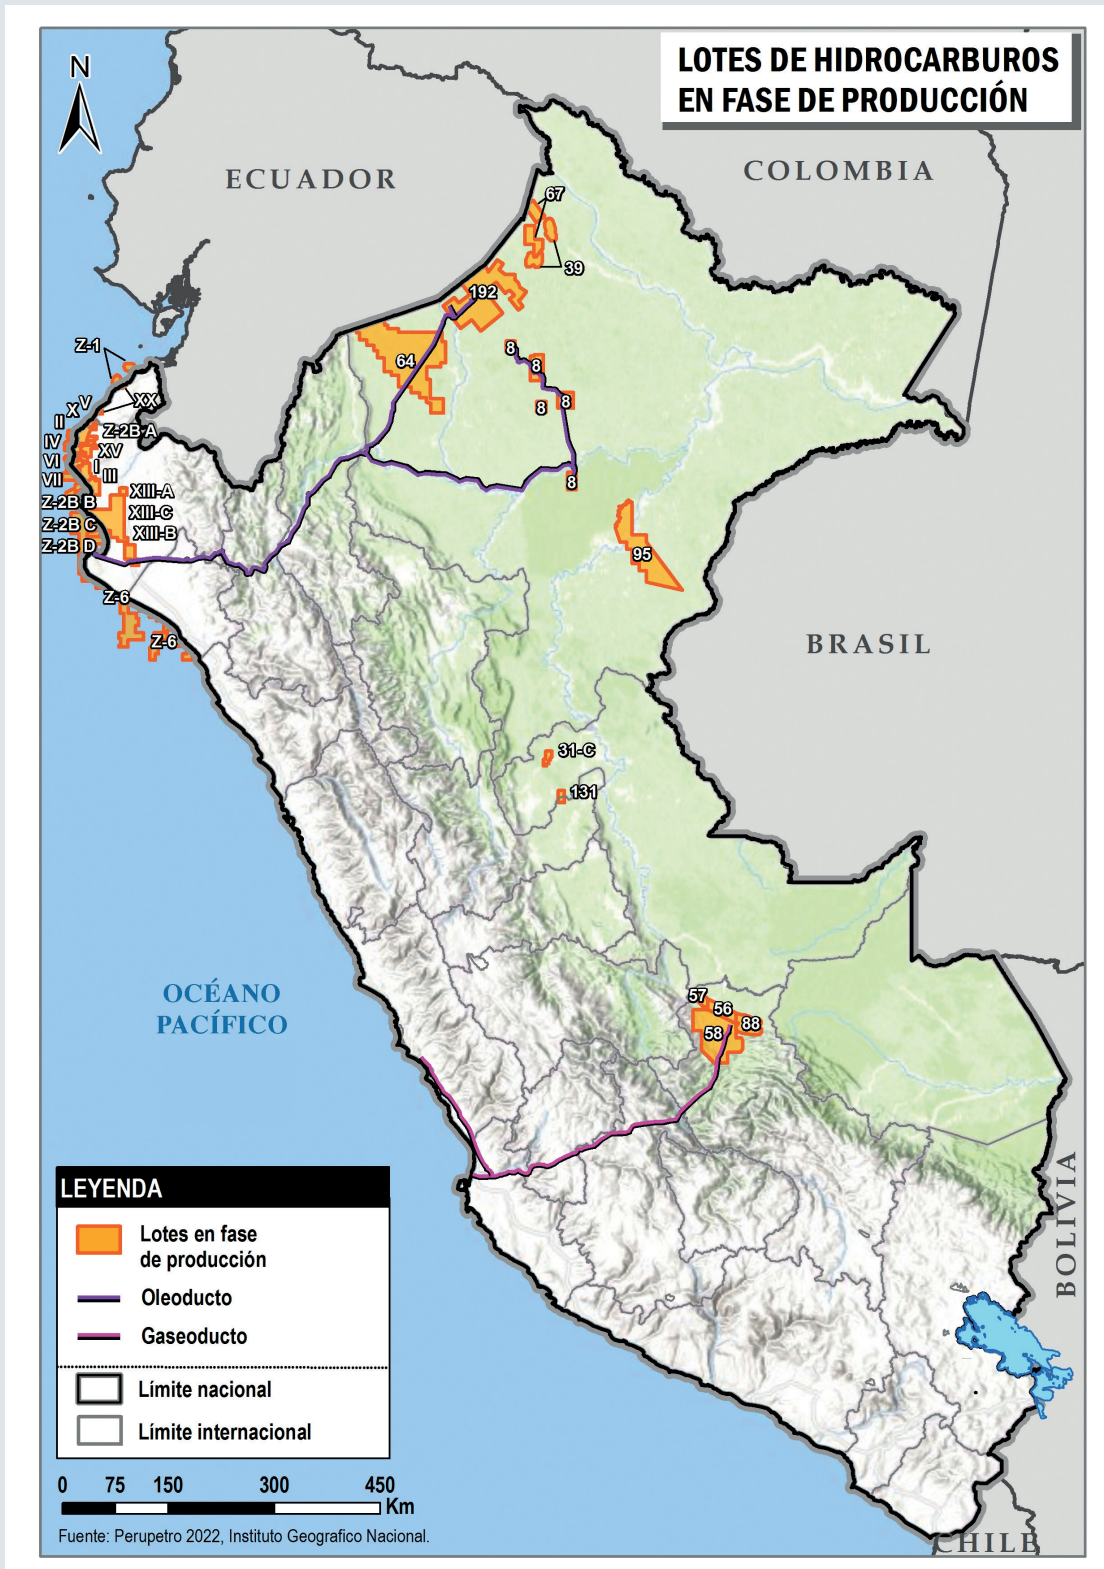 LOTES DE HIDROCARBUROS
EN FASE DE PRODUCCIÓN
N
ECUADOR
COLOMBIA
67
39
192
Z-1
64
8
8
8
8
XX
V
X
II
Z-2B A
IV
XV
VI
I
VII
III
8
XIII-A
Z-2B B
XIII-C
Z-2B C
XIII-B
Z-2B D
95
Z-6
Z-6
BRASIL
31-C
131
OCÉANO
PACÍFICO
57
56
58
88
BOLIVIA
LEYENDA
Lotes en fase
de producción
Oleoducto
Gaseoducto
Límite nacional
Límite internacional
0 75 150 300 450
Km
Fuente: Perupetro 2022, Instituto Geografico Nacional.
CHILE